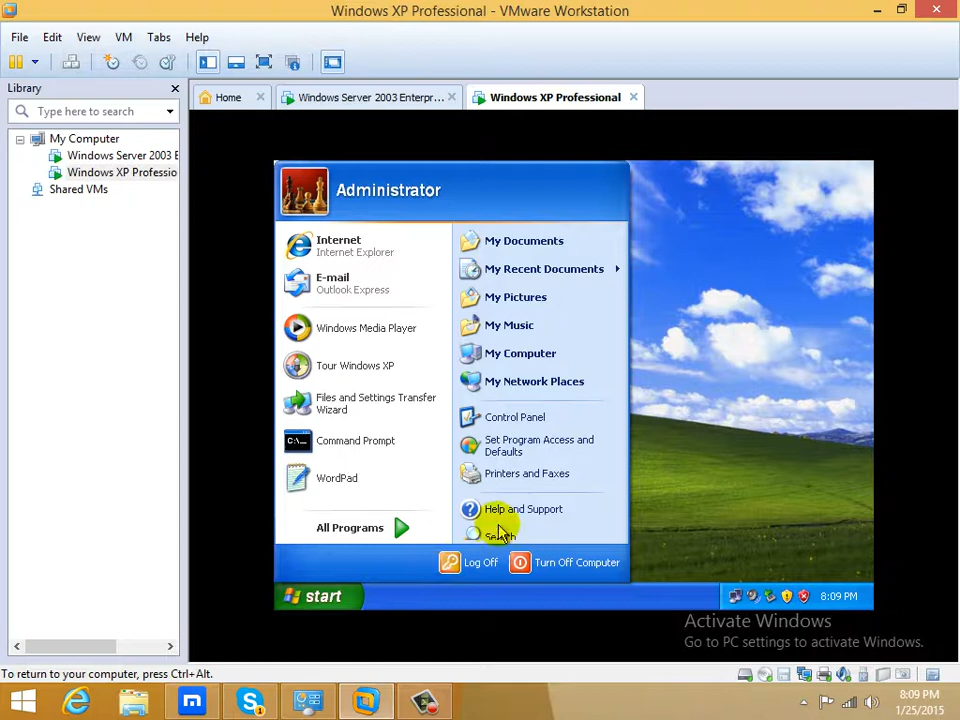 Windows XP Professional - VMware Workstation
File Edit View VM Tabs Help
Library
Type here to search
My Computer
Windows Server 2003 E
Windows XP Professio
Shared VMs
Home
Windows Server 2003 Enterpr...
Windows XP Professional
Administrator
Internet
Internet Explorer
E-mail
Outlook Express
Windows Media Player
Tour Windows XP
Files and Settings Transfer
Wizard
C:\_
Command Prompt
WordPad
All Programs
My Documents
My Recent Documents
My Pictures
My Music
My Computer
My Network Places
Control Panel
Set Program Access and
Defaults
Printers and Faxes
Help and Support
Search
Log Off
Turn Off Computer
start
8:09 PM
Activate Windows
Go to PC settings to activate Windows.
To return to your computer, press Ctrl+Alt.
8:09 PM
1/25/2015